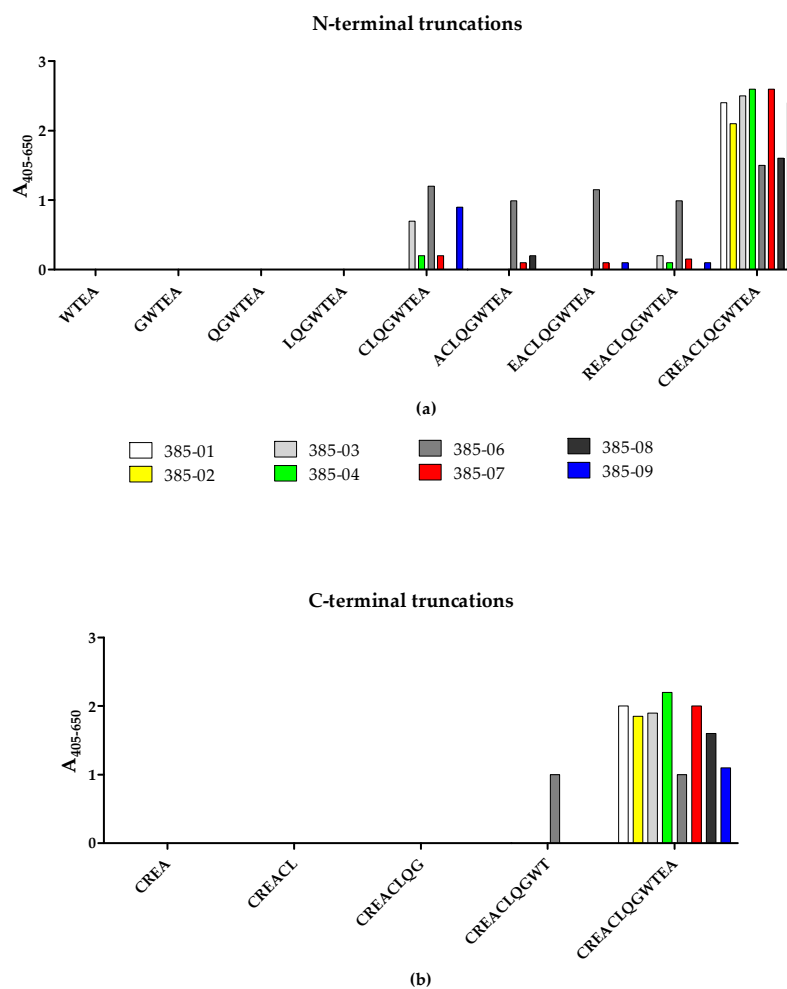 N-terminal truncations
3
2
1
0
A405-650
WTEA
GWTEA
QGWTEA
LQGWTEA
CLQGWTEA
ACLQGWTEA
EACLQGWTEA
REACLQGWTEA
CREACLQGWTEA
(a)
385-01
385-03
385-06
385-08
385-02
385-04
385-07
385-09
C-terminal truncations
3
2
1
0
A405-650
CREA
CREACL
CREACLQG
CREACLQGWT
CREACLQGWTEA
(b)